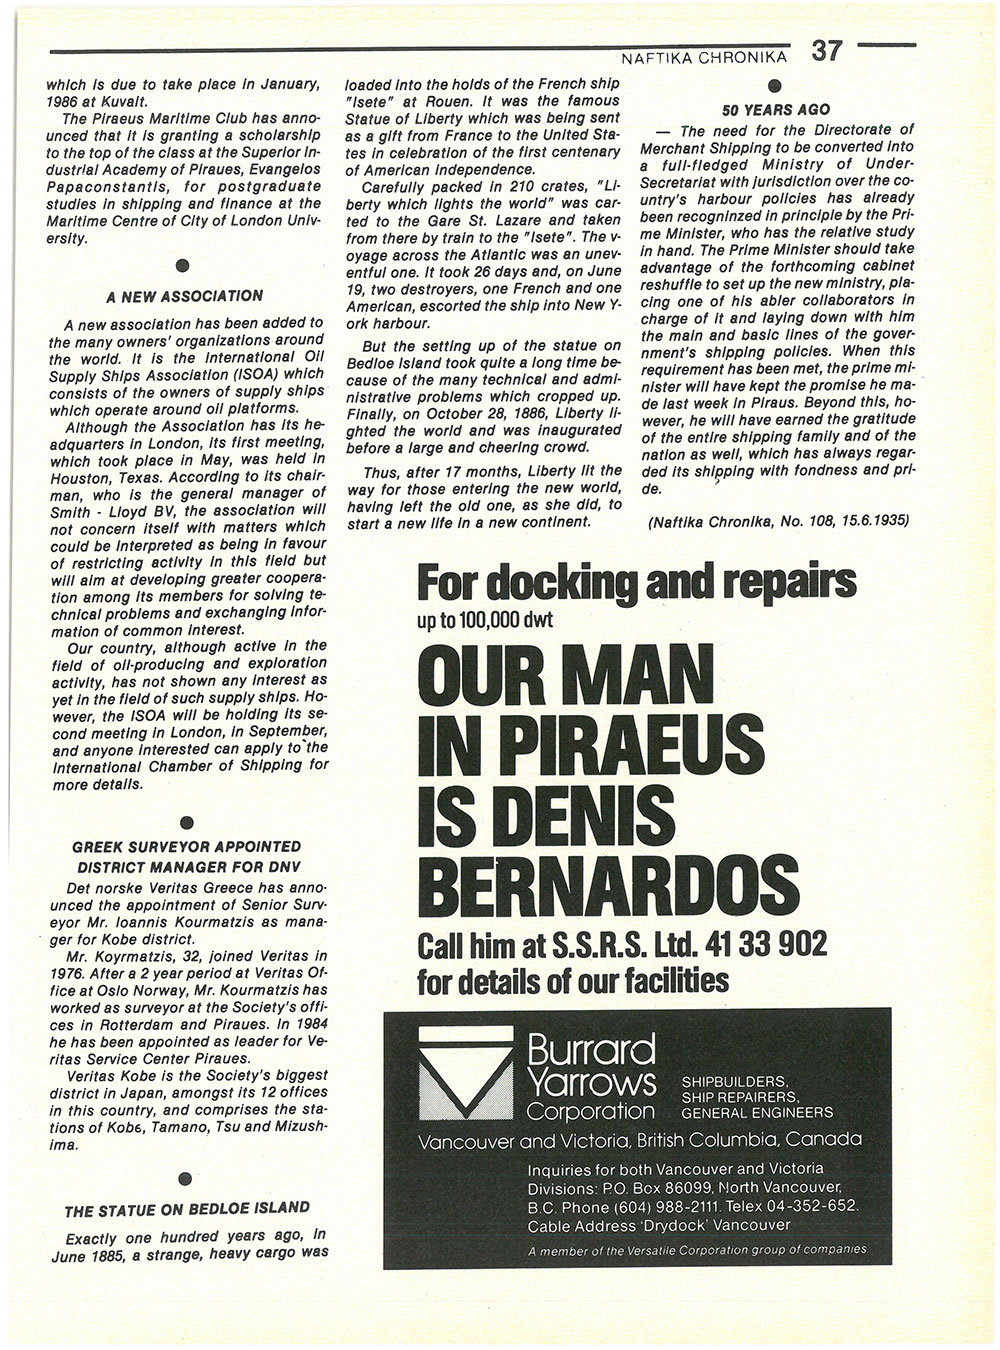 NAFTIKA CHRONIKA 37
which is due to take place in January,
1986 at Kuvait.
The Piraeus Maritime Club has anno-
unced that it is granting a scholarship
to the top of the class at the Superior In-
dustrial Academy of Piraues, Evangelos
Papaconstantis, for postgraduate
studies in shipping and finance at the
Maritime Centre of City of London Univ-
ersity.
●
A NEW ASSOCIATION
A new association has been added to
the many owners' organizations around
the world. It is the International Oil
Supply Ships Association (ISOA) which
consists of the owners of supply ships
which operate around oil platforms.
Although the Association has its he-
adquarters in London, its first meeting,
which took place in May, was held in
Houston, Texas. According to its chair-
man, who is the general manager of
Smith - Lloyd BV, the association will
not concern itself with matters which
could be interpreted as being in favour
of restricting activity in this field but
will aim at developing greater coopera-
tion among its members for solving te-
chnical problems and exchanging infor-
mation of common interest.
Our country, although active in the
field of oil-producing and exploration
activity, has not shown any interest as
yet in the field of such supply ships. Ho-
wever, the ISOA will be holding its se-
cond meeting in London, in September,
and anyone interested can apply to the
International Chamber of Shipping for
more details.
●
GREEK SURVEYOR APPOINTED
DISTRICT MANAGER FOR DNV
Det norske Veritas Greece has anno-
unced the appointment of Senior Surv-
eyor Mr. Ioannis Kourmatzis as mana-
ger for Kobe district.
Mr. Koyrmatzis, 32, joined Veritas in
1976. After a 2 year period at Veritas Of-
fice at Oslo Norway, Mr. Kourmatzis has
worked as surveyor at the Society's offi-
ces in Rotterdam and Piraues. In 1984
he has been appointed as leader for Ve-
ritas Service Center Piraues.
Veritas Kobe is the Society's biggest
district in Japan, amongst its 12 offices
in this country, and comprises the sta-
tions of Kobe, Tamano, Tsu and Mizush-
ima.
●
THE STATUE ON BEDLOE ISLAND
Exactly one hundred years ago, in
June 1885, a strange, heavy cargo was
loaded into the holds of the French ship
"Isete" at Rouen. It was the famous
Statue of Liberty which was being sent
as a gift from France to the United Sta-
tes in celebration of the first centenary
of American Independence.
Carefully packed in 210 crates, "Li-
berty which lights the world" was car-
ted to the Gare St. Lazare and taken
from there by train to the "Isete". The v-
oyage across the Atlantic was an unev-
entful one. It took 26 days and, on June
19, two destroyers, one French and one
American, escorted the ship into New Y-
ork harbour.
But the setting up of the statue on
Bedloe Island took quite a long time be-
cause of the many technical and admi-
nistrative problems which cropped up.
Finally, on October 28, 1886, Liberty li-
ghted the world and was inaugurated
before a large and cheering crowd.
Thus, after 17 months, Liberty lit the
way for those entering the new world,
having left the old one, as she did, to
start a new life in a new continent.
●
50 YEARS AGO
— The need for the Directorate of
Merchant Shipping to be converted into
a full-fledged Ministry of Under-
Secretariat with jurisdiction over the co-
untry's harbour policies has already
been recogninzed in principle by the Pri-
me Minister, who has the relative study
in hand. The Prime Minister should take
advantage of the forthcoming cabinet
reshuffle to set up the new ministry, pla-
cing one of his abler collaborators in
charge of it and laying down with him
the main and basic lines of the gover-
nment's shipping policies. When this
requirement has been met, the prime mi-
nister will have kept the promise he ma-
de last week in Piraus. Beyond this, ho-
wever, he will have earned the gratitude
of the entire shipping family and of the
nation as well, which has always regar-
ded its shipping with fondness and pri-
de.
(Naftika Chronika, No. 108, 15.6.1935)
For docking and repairs
up to 100,000 dwt
OUR MAN
IN PIRAEUS
IS DENIS
BERNARDOS
Call him at S.S.R.S. Ltd. 41 33 902
for details of our facilities
Burrard
Yarrows
Corporation
SHIPBUILDERS,
SHIP REPAIRERS,
GENERAL ENGINEERS
Vancouver and Victoria, British Columbia, Canada
Inquiries for both Vancouver and Victoria
Divisions: P.O. Box 86099, North Vancouver,
B.C. Phone (604) 988-2111. Telex 04-352-652.
Cable Address 'Drydock' Vancouver
A member of the Versatile Corporation group of companies